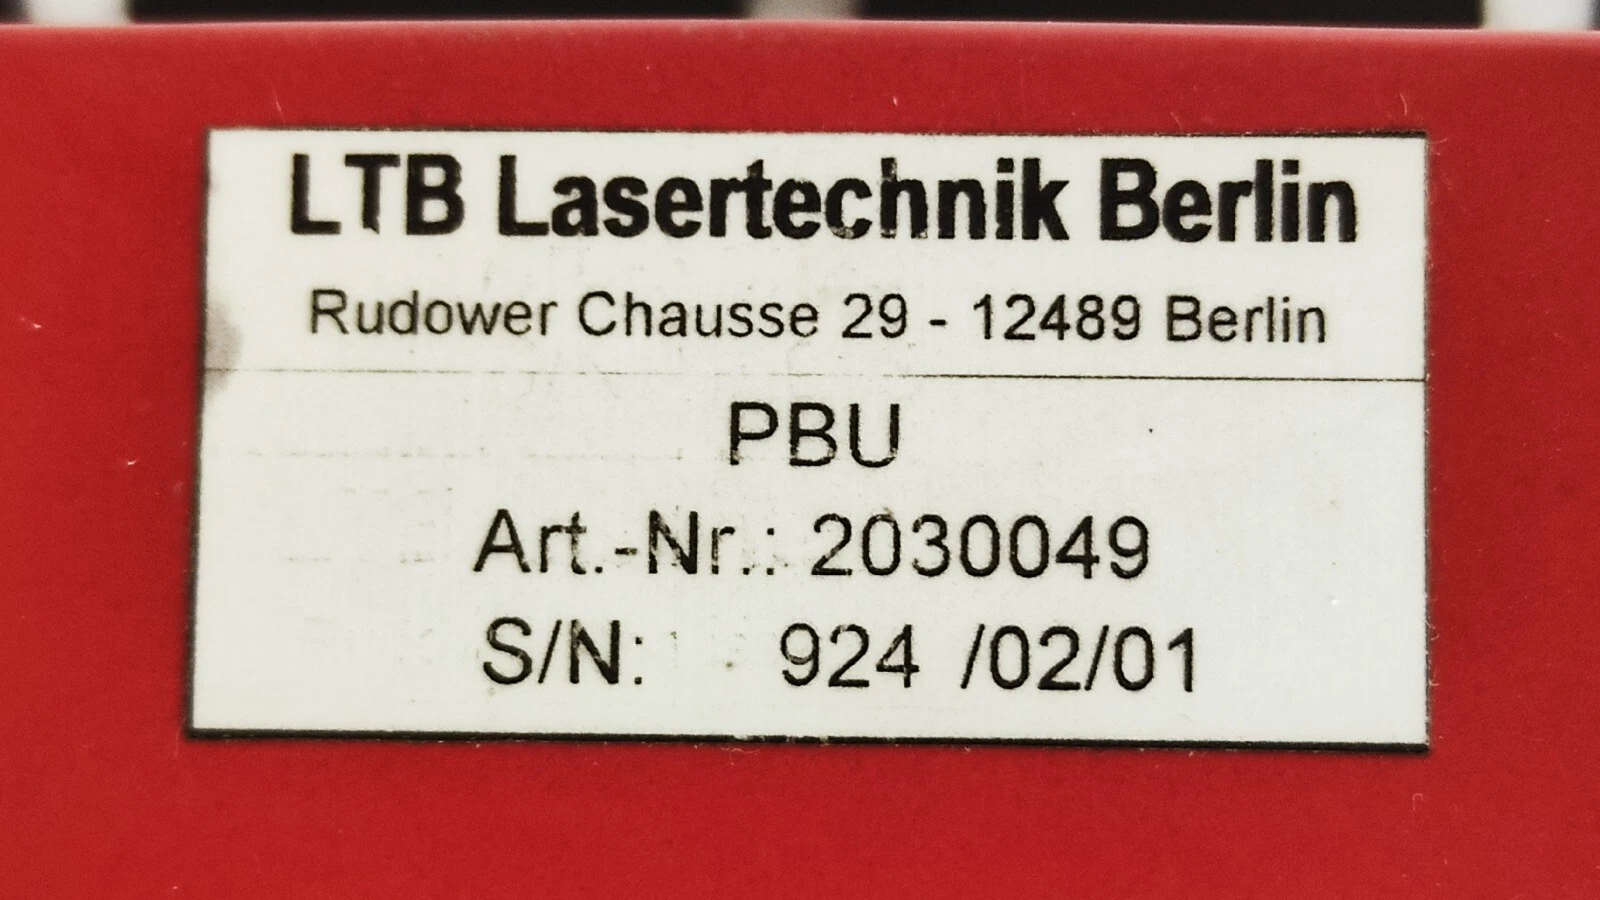 LTB Lasertechnik Berlin
Rudower Chausse 29 - 12489 Berlin
PBU
Art.-Nr.: 2030049
S/N: 924 /02/01